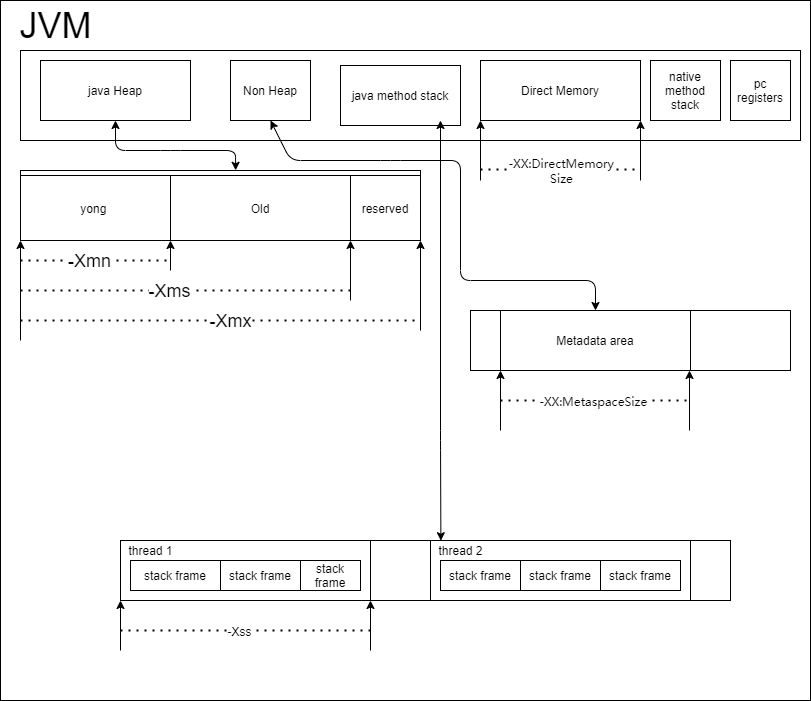 JVM
java Heap
Non Heap
java method stack
Direct Memory
native
method
stack
pc
registers
-XX:DirectMemory
Size
yong
Old
reserved
-Xmn
-Xms
-Xmx
Metadata area
-XX:MetaspaceSize
thread 1
stack frame
stack frame
stack
frame
thread 2
stack frame
stack frame
stack frame
-Xss